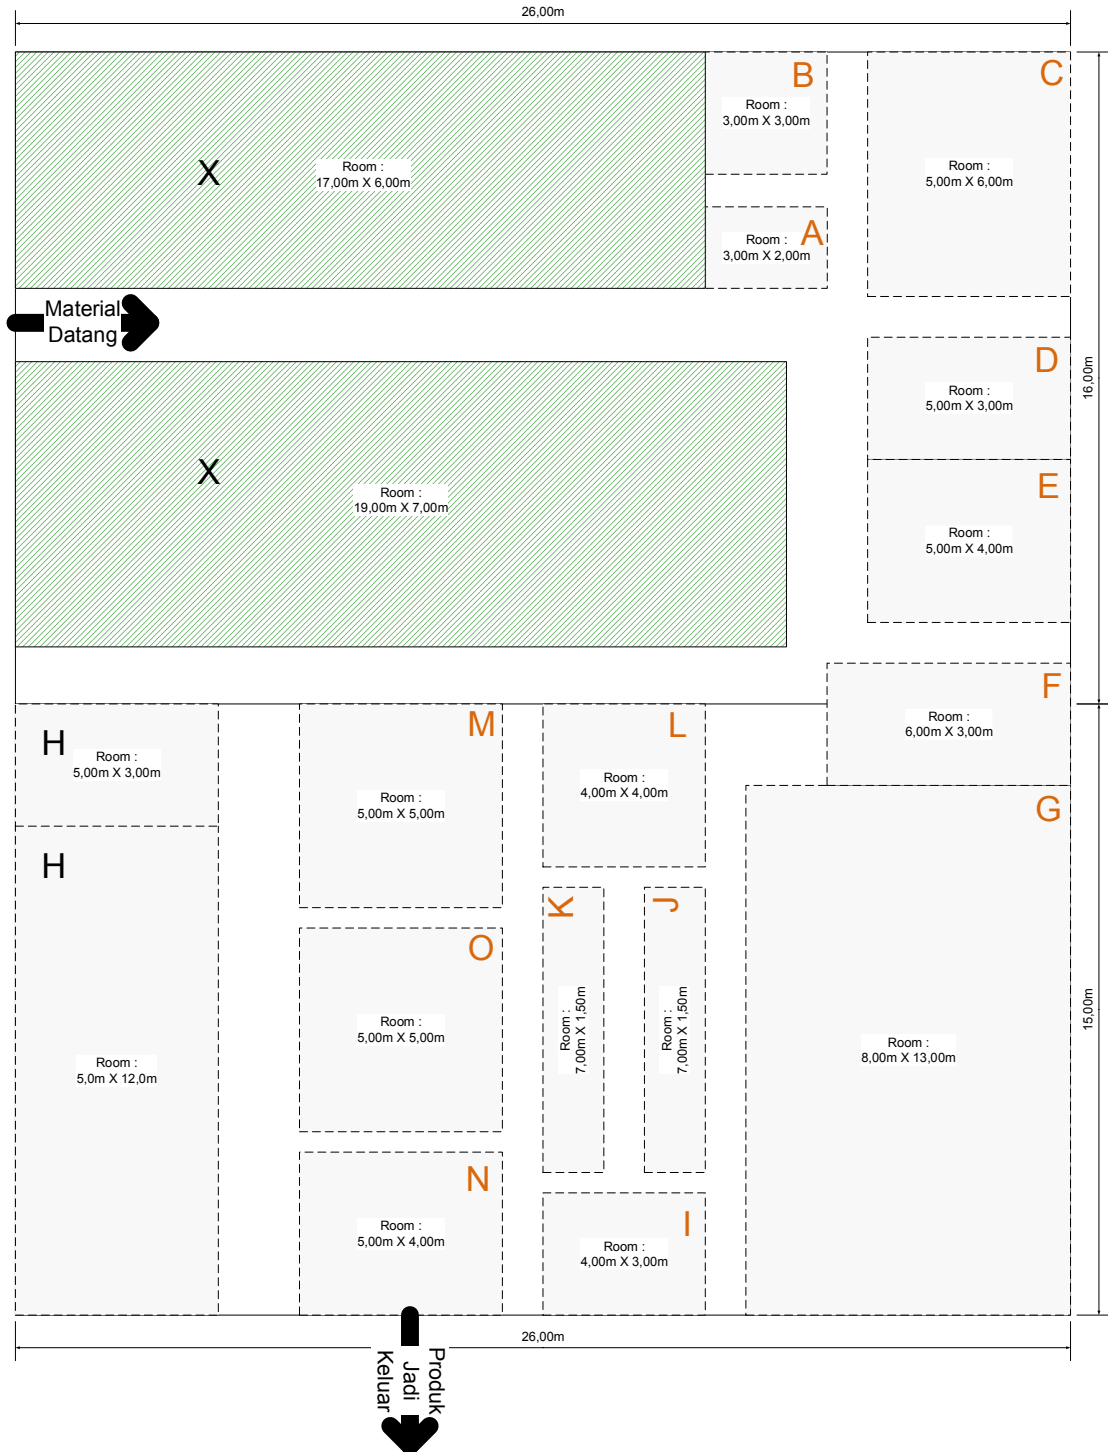 26,00m
B
Room :
3,00m X 3,00m
C
Room :
5,00m X 6,00m
X
Room :
17,00m X 6,00m
A
Room :
3,00m X 2,00m
Material
Datang
D
Room :
5,00m X 3,00m
16,00m
X
Room :
19,00m X 7,00m
E
Room :
5,00m X 4,00m
F
Room :
6,00m X 3,00m
H
Room :
5,00m X 3,00m
M
Room :
5,00m X 5,00m
L
Room :
4,00m X 4,00m
G
Room :
8,00m X 13,00m
H
Room :
5,0m X 12,0m
O
Room :
5,00m X 5,00m
K
Room :
7,00m X 1,50m
J
Room :
7,00m X 1,50m
15,00m
N
Room :
5,00m X 4,00m
I
Room :
4,00m X 3,00m
26,00m
Produk
Jadi
Keluar